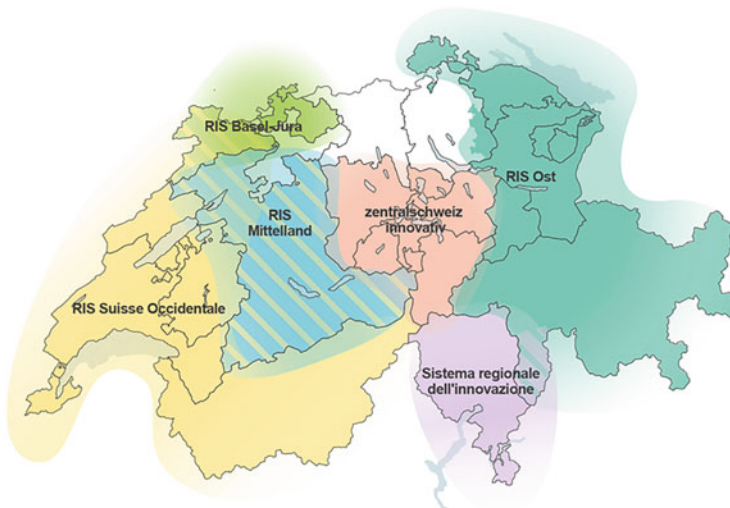 RIS Basel-Jura
RIS Ost
RIS
Mittelland
zentralschweiz
innovativ
RIS Suisse Occidentale
Sistema regionale
dell'innovazione